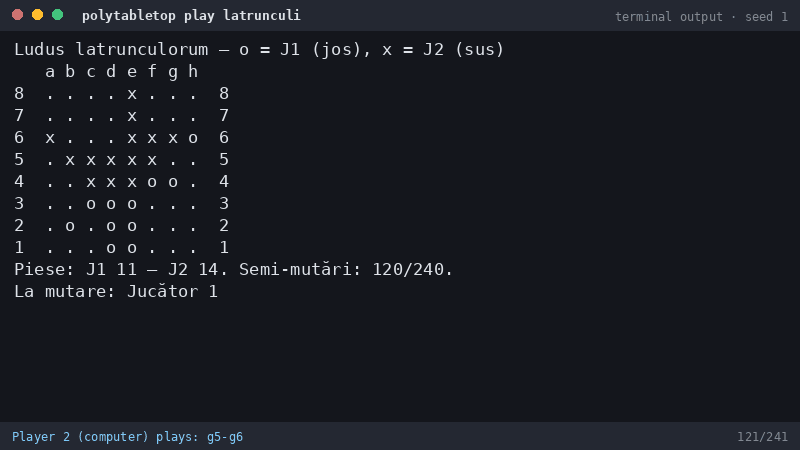 polytabletop play latrunculi
terminal output · seed 1
Ludus latrunculorum — o = J1 (jos), x = J2 (sus)
   a b c d e f g h
8  . . . . x . . .  8
7  . . . . x . . .  7
6  x . . . x x x o  6
5  . x x x x x . .  5
4  . . x x x o o .  4
3  . . o o o . . .  3
2  . o . o o . . .  2
1  . . . o o . . .  1
Piese: J1 11 — J2 14. Semi-mutări: 120/240.
La mutare: Jucător 1
Player 2 (computer) plays: g5-g6
121/241